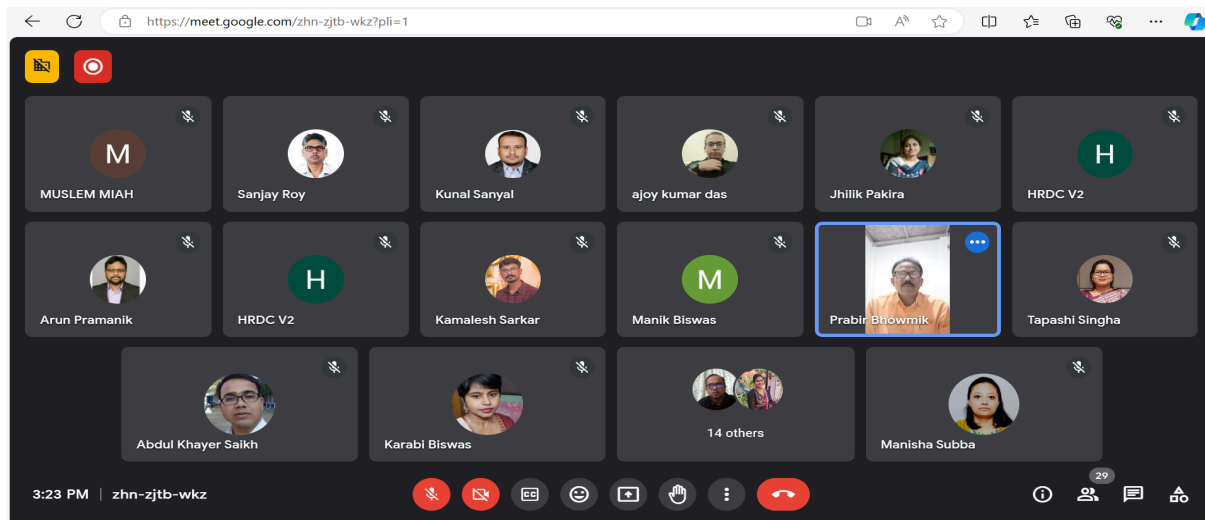 https://meet.google.com/zhn-zjtb-wkz?pli=1
M
MUSLEM MIAH
Sanjay Roy
Kunal Sanyal
ajoy kumar das
Jhilik Pakira
H
HRDC V2
Arun Pramanik
H
HRDC V2
Kamalesh Sarkar
M
Manik Biswas
Prabir Bhowmik
Tapashi Singha
Abdul Khayer Saikh
Karabi Biswas
14 others
Manisha Subba
3:23 PM | zhn-zjtb-wkz
CC
29